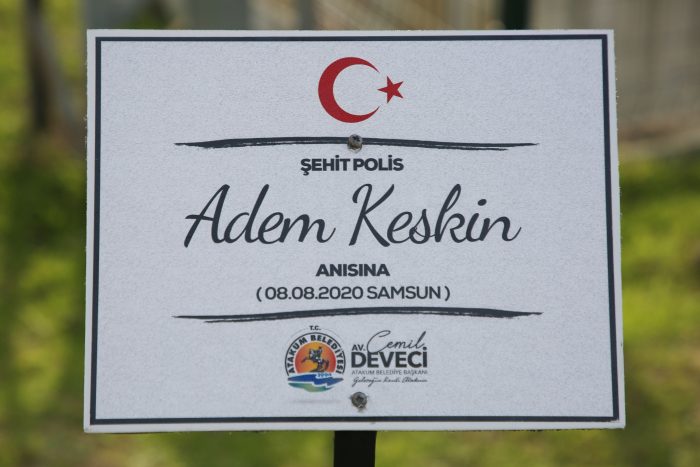 ŞEHİT POLİS
Adem Keskin
ANISINA
( 08.08.2020 SAMSUN )
T.C.
ATAKUM BELEDİYESİ
AV. Cemil
DEVECİ
ATAKUM BELEDİYE BAŞKANI